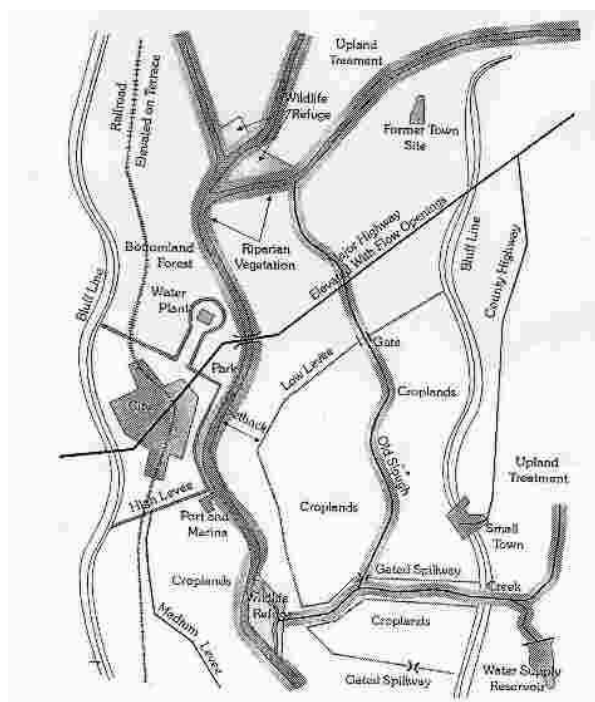 Upland
Treatment
Railroad
Elevated on Terrace
Wildlife
Refuge
Former Town
Site
Major Highway
Elevated With Flow Openings
Bluff Line
County Highway
Riparian
Vegetation
Bottomland
Forest
Bluff Line
Water
Plant
Park
Low Levee
Gate
Croplands
City
Setback
Old Slough
High Levee
Port and
Marina
Croplands
Upland
Treatment
Small
Town
Croplands
Wildlife
Refuge
Gated Spillway
Creek
Croplands
Medium Levee
Gated Spillway
Water Supply
Reservoir